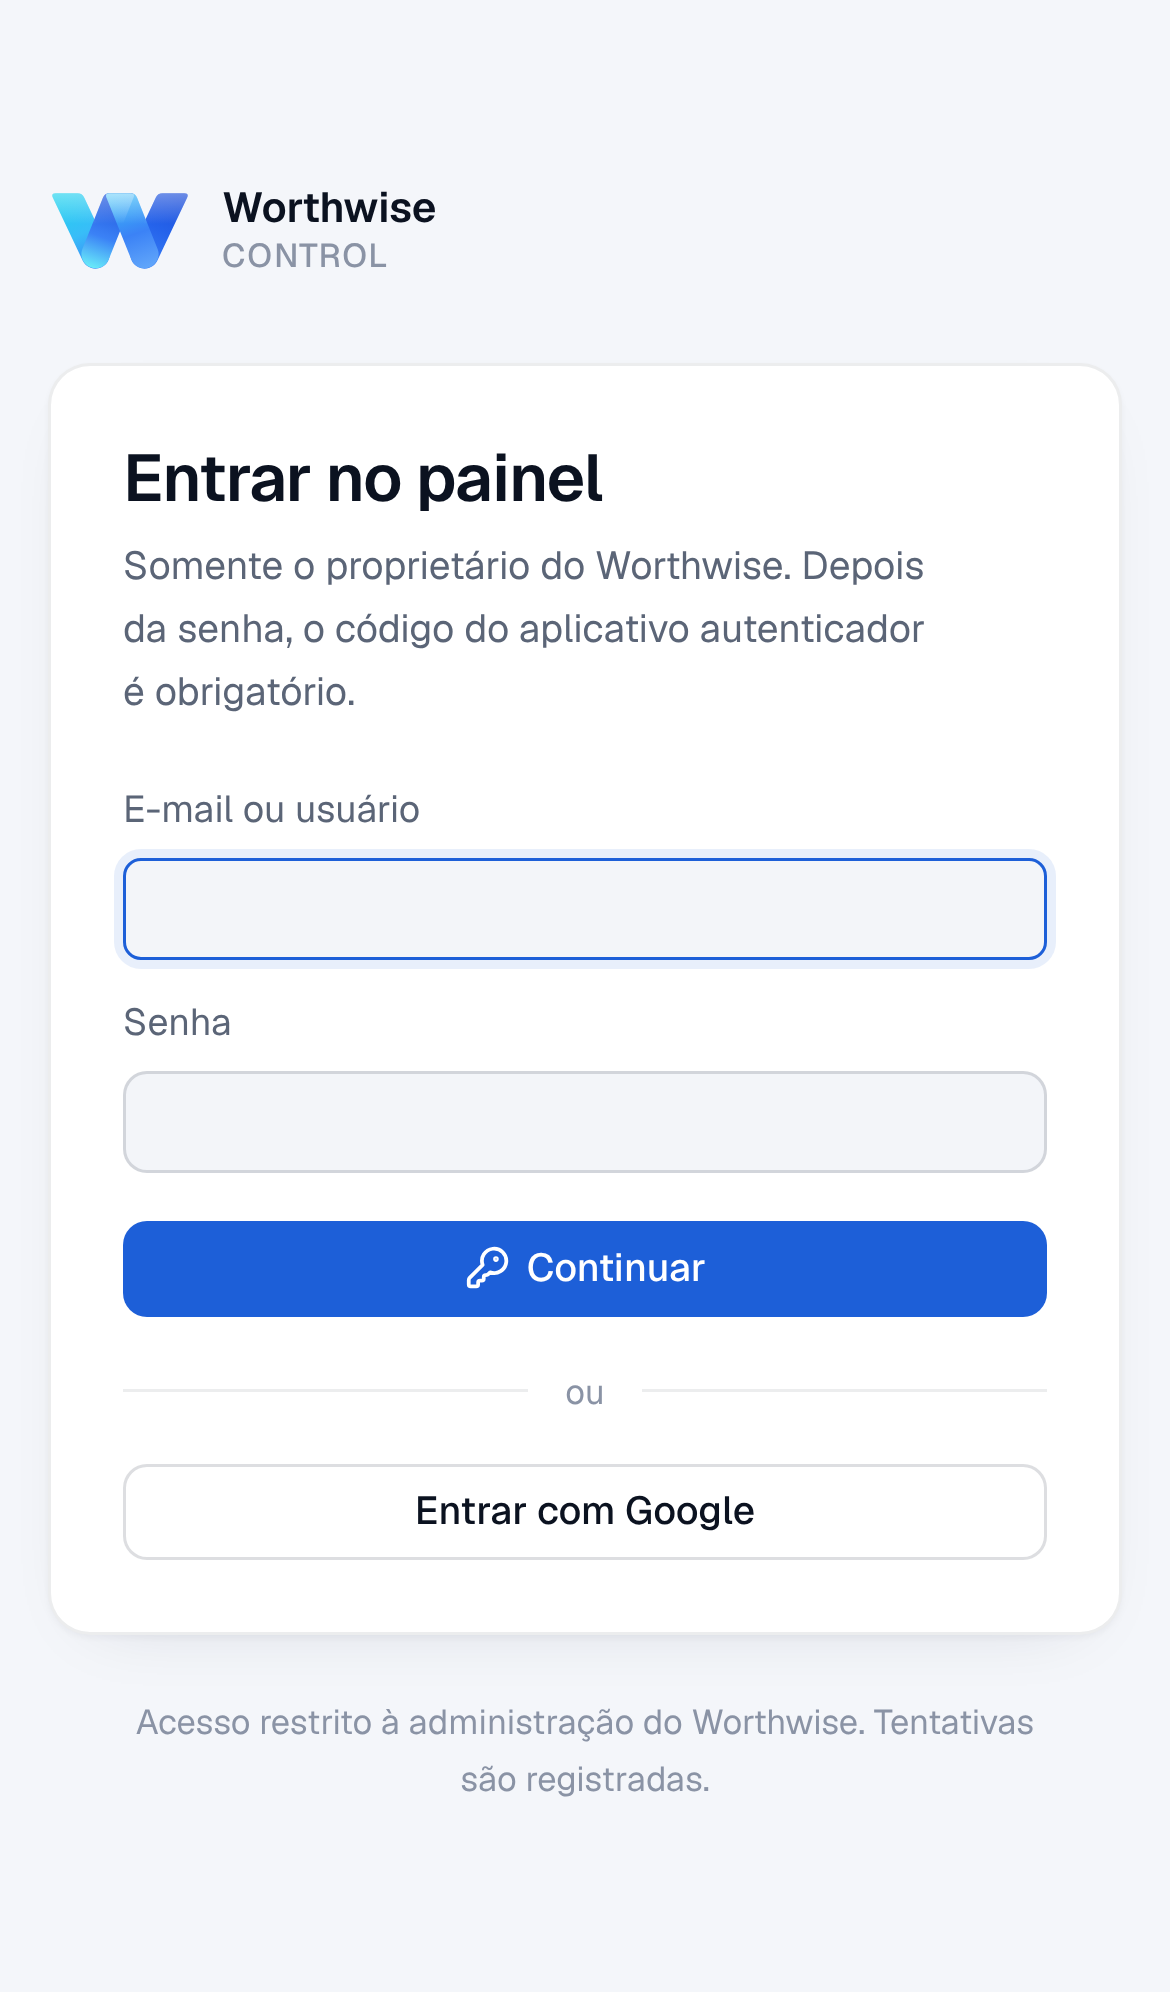 Worthwise
CONTROL
Entrar no painel
Somente o proprietário do Worthwise. Depois
da senha, o código do aplicativo autenticador
é obrigatório.
E-mail ou usuário
Senha
Continuar
ou
Entrar com Google
Acesso restrito à administração do Worthwise. Tentativas
são registradas.